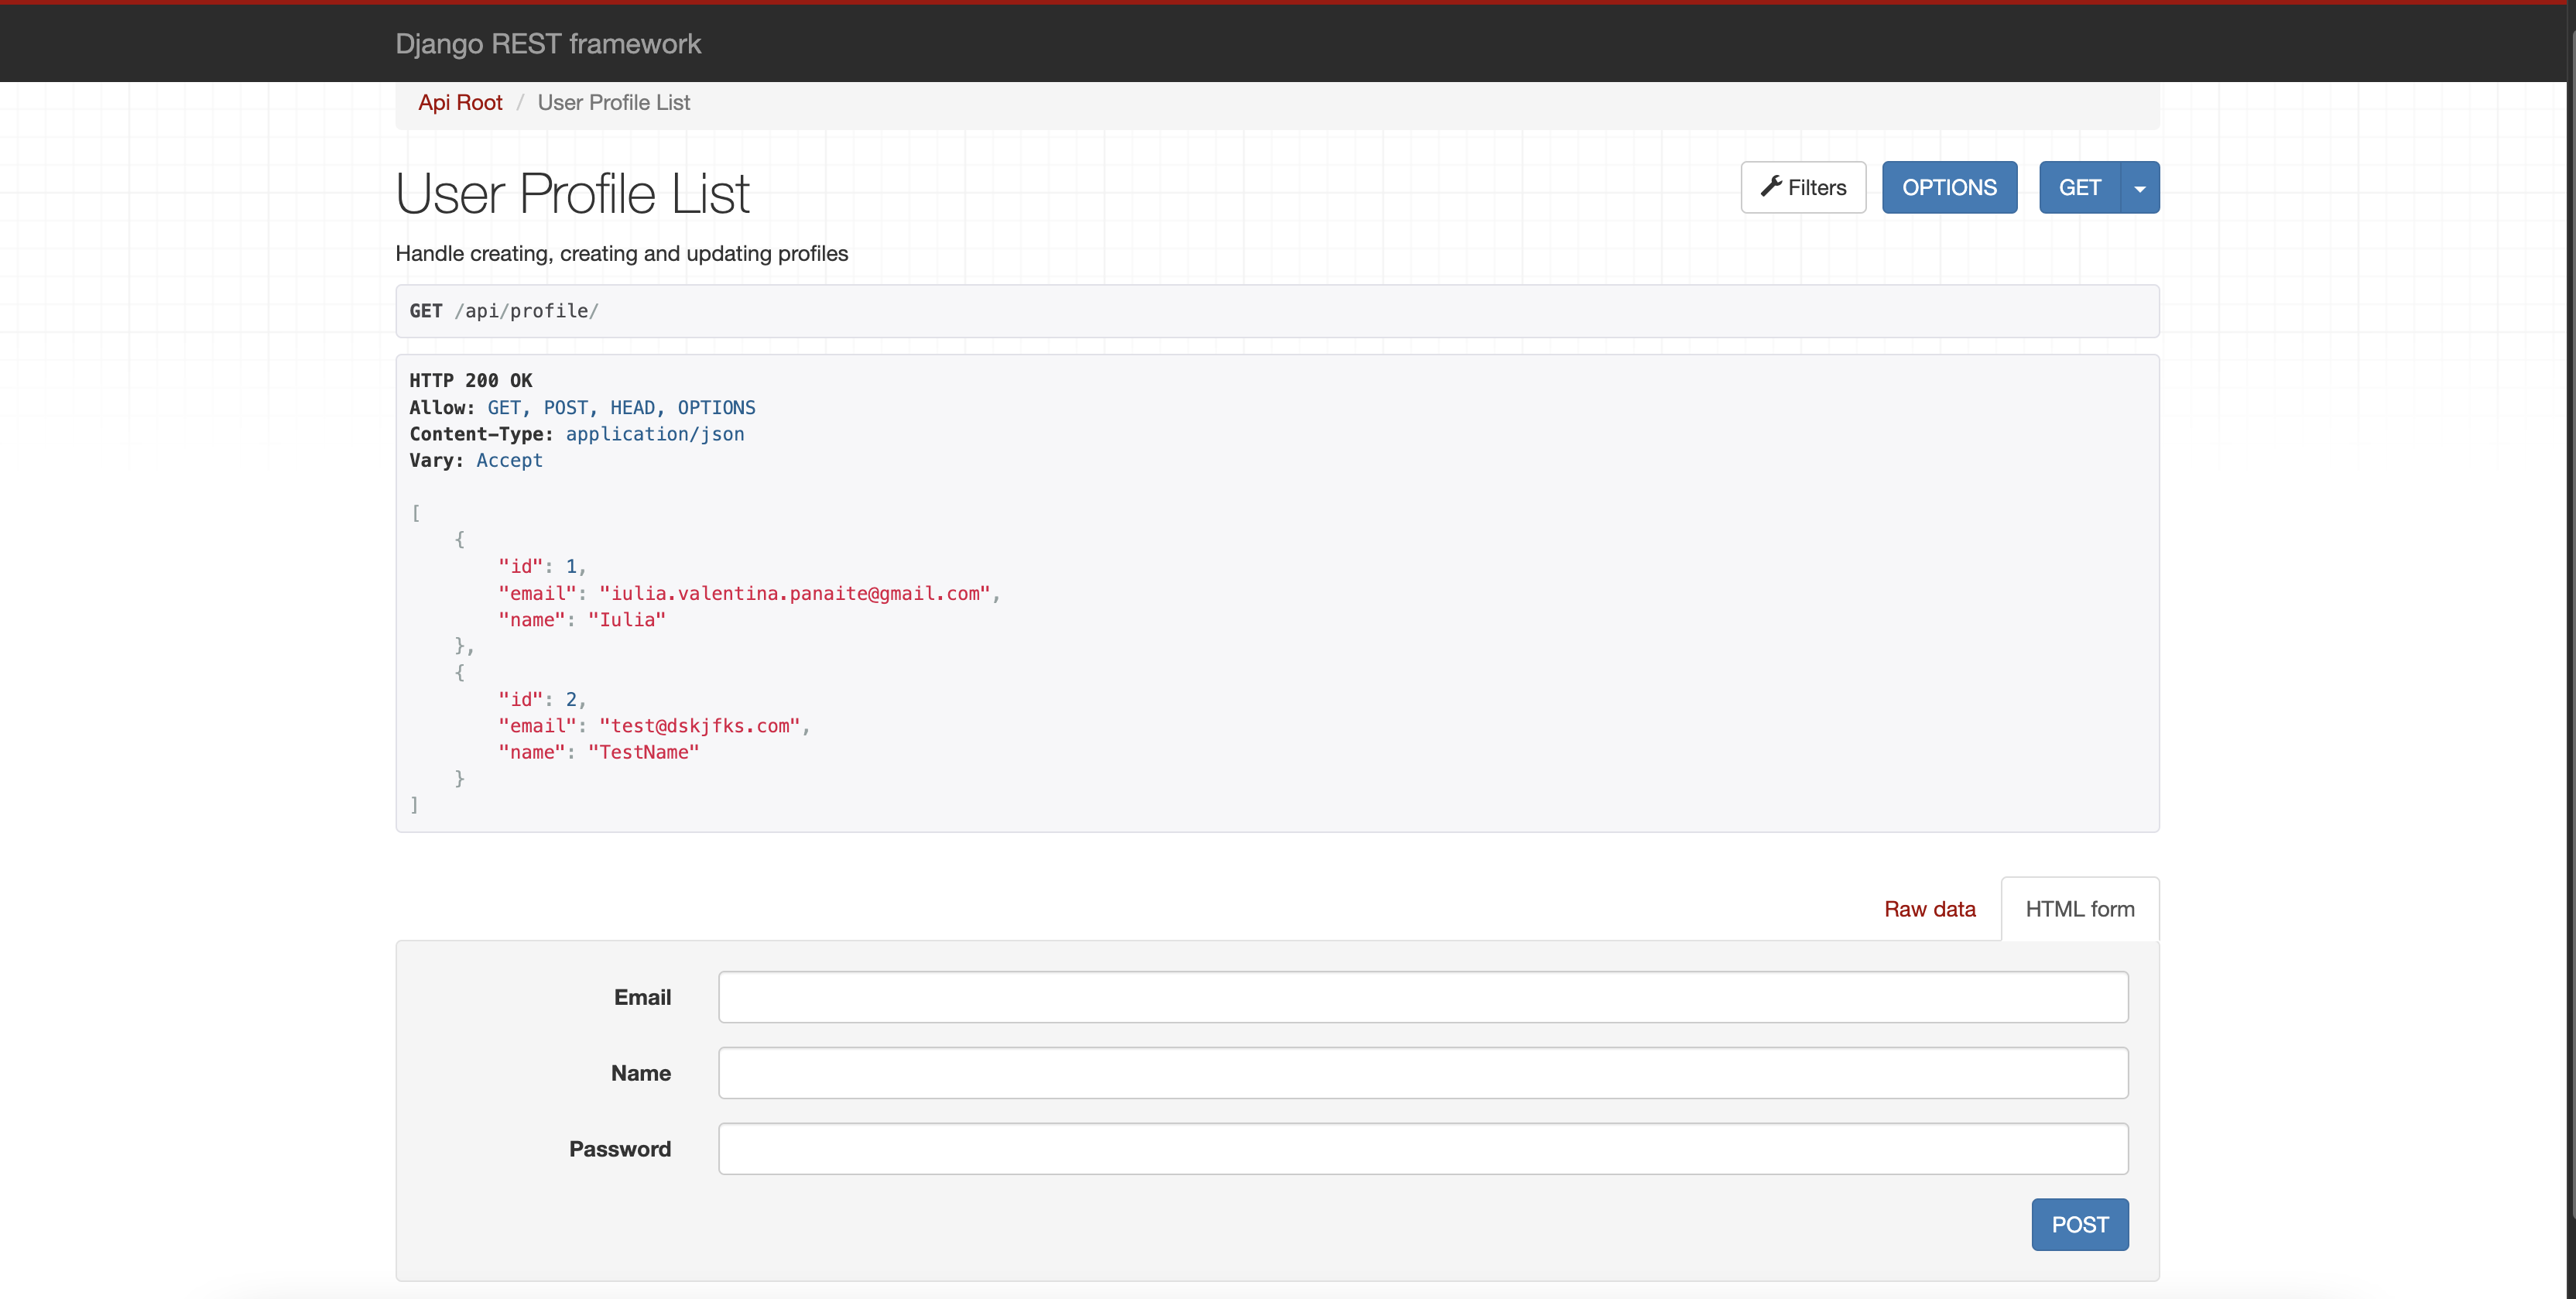 Django REST framework
Api Root / User Profile List
User Profile List
Filters
OPTIONS
GET
Handle creating, creating and updating profiles
GET /api/profile/
HTTP 200 OK
Allow: GET, POST, HEAD, OPTIONS
Content-Type: application/json
Vary: Accept
[
    {
        "id": 1,
        "email": "iulia.valentina.panaite@gmail.com",
        "name": "Iulia"
    },
    {
        "id": 2,
        "email": "test@dskjfks.com",
        "name": "TestName"
    }
]
Raw data
HTML form
Email
Name
Password
POST